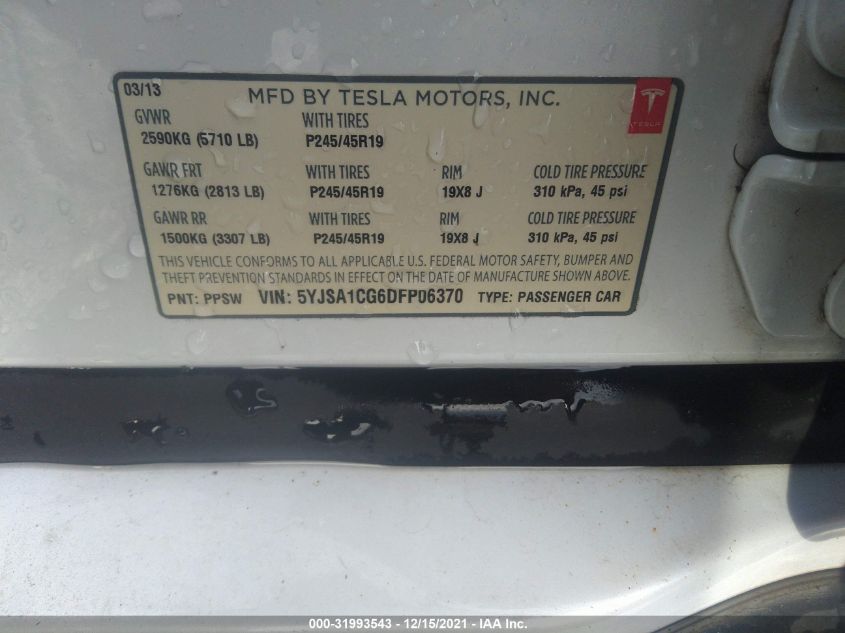 03/13
MFD BY TESLA MOTORS, INC.
TESLA
GVWR WITH TIRES
2590KG (5710 LB) P245/45R19
GAWR FRT WITH TIRES RIM COLD TIRE PRESSURE
1276KG (2813 LB) P245/45R19 19X8 J 310 kPa, 45 psi
GAWR RR WITH TIRES RIM COLD TIRE PRESSURE
1500KG (3307 LB) P245/45R19 19X8 J 310 kPa, 45 psi
THIS VEHICLE CONFORMS TO ALL APPLICABLE U.S. FEDERAL MOTOR SAFETY, BUMPER AND
THEFT PREVENTION STANDARDS IN EFFECT ON THE DATE OF MANUFACTURE SHOWN ABOVE.
PNT: PPSW VIN: 5YJSA1CG6DFP06370 TYPE: PASSENGER CAR
000-31993543 - 12/15/2021 - IAA Inc.